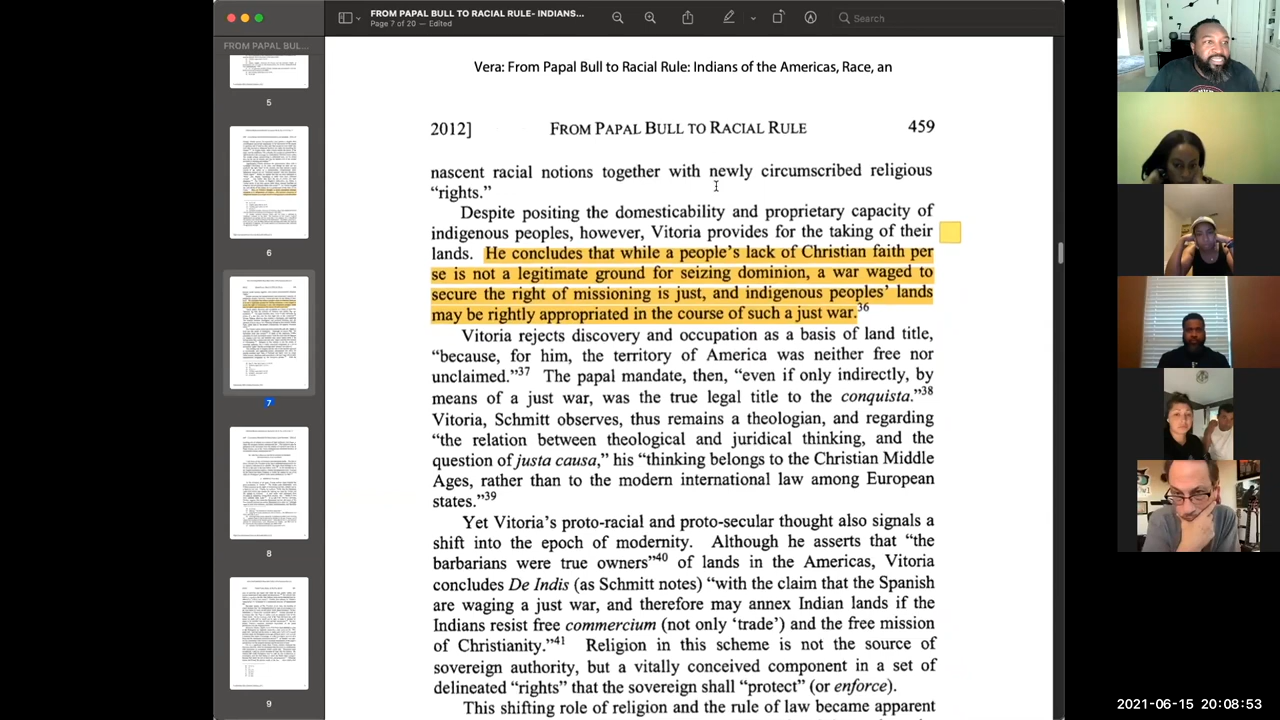 FROM PAPAL BULL TO RACIAL RULE- INDIANS...
Page 7 of 20 — Edited
Search
FROM PAPAL BUL...
5
6
7
8
9
Vera: From Papal Bull to Racial Rule: Indians of the Americas, Race, an
2012] FROM PAPAL BULL TO RACIAL RULE 459
nascent racial notions together with newly circumscribed religious
“rights.”
Despite positing the domestic unity and proprietary capacity of
indigenous peoples, however, Vitoria provides for the taking of their
lands. He concludes that while a people’s lack of Christian faith per
se is not a legitimate ground for seizing dominion, a war waged to
secure the right of missioning is just and indigenous peoples’ lands
may be rightly appropriated in the course of such a just war.36
Vitoria rejects discovery and occupation as a basis of land title,
“because, for him, the territory of America was neither free nor
unclaimed.”37 The papal mandate then, “even if only indirectly, by
means of a just war, was the true legal title to the conquista.”38
Vitoria, Schmitt observes, thus remains a theologian, and regarding
“the relation between theological and juridical thinking, and the
question of justa causa,” his “thinking belongs to the Christian Middle
Ages, rather than to the modern international law among European
states.”39
Yet Vitoria’s proto-racial and proto-secular thought also signals a
shift into the epoch of modernity. Although he asserts that “the
barbarians were true owners”40 of lands in the Americas, Vitoria
concludes De Indis (as Schmitt notes) with the claim that the Spanish
are waging a just war, and therefore may annex Indian lands if the
Indians resist the commercium (not only ‘trade’) and the free mission
of Christianity. Religion in this scheme is not the source of
sovereign authority, but a vitally conceived component in a set of
delineated “rights” that the sovereign shall “protect” (or enforce).
This shifting role of religion and the rule of law became apparent
2021-06-15 20:08:53